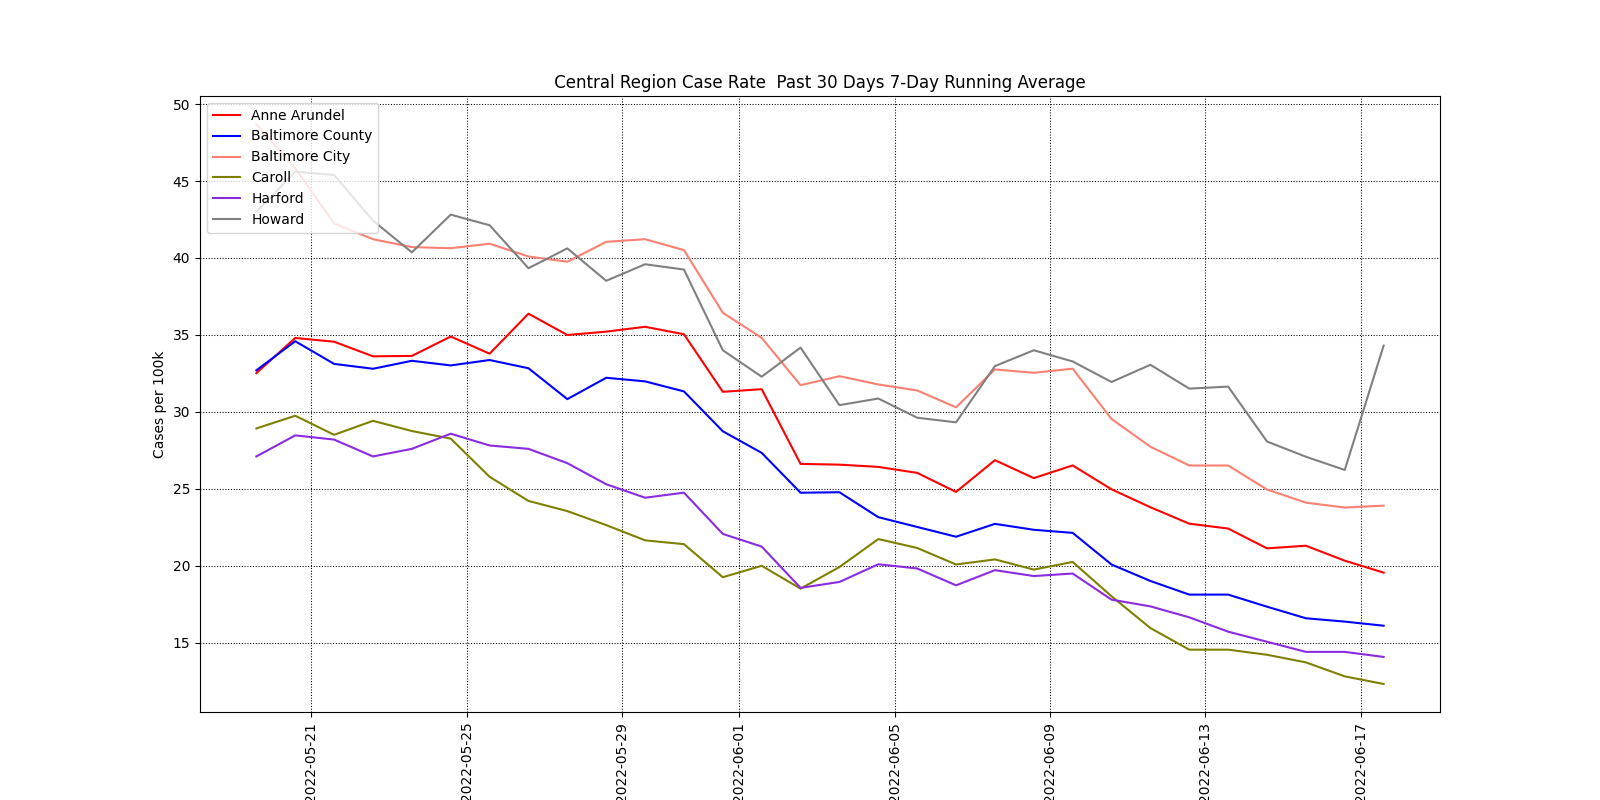 Central Region Case Rate  Past 30 Days 7-Day Running Average
Cases per 100k
50
45
40
35
30
25
20
15
Anne Arundel
Baltimore County
Baltimore City
Caroll
Harford
Howard
2022-05-21
2022-05-25
2022-05-29
2022-06-01
2022-06-05
2022-06-09
2022-06-13
2022-06-17